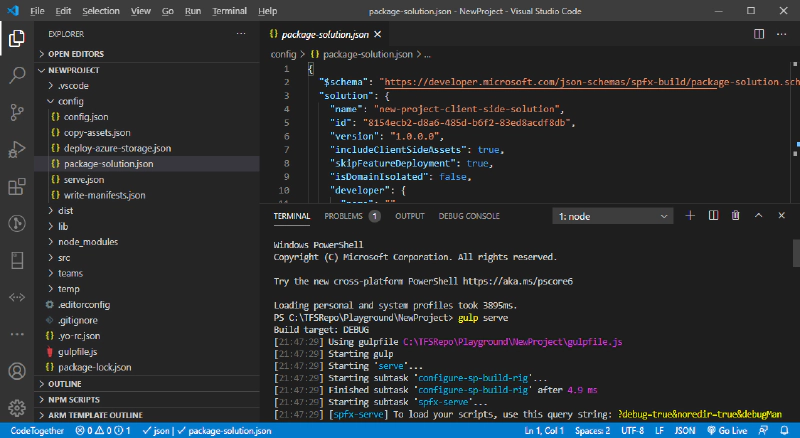 File Edit Selection View Go Run Terminal Help package-solution.json - NewProject - Visual Studio Code
EXPLORER
OPEN EDITORS
NEWPROJECT
.vscode
config
config.json
copy-assets.json
deploy-azure-storage.json
package-solution.json
serve.json
write-manifests.json
dist
lib
node_modules
src
teams
temp
.editorconfig
.gitignore
.yo-rc.json
gulpfile.js
package-lock.json
OUTLINE
NPM SCRIPTS
ARM TEMPLATE OUTLINE
package-solution.json
config > {} package-solution.json > ...
1 {
2 "$schema": "https://developer.microsoft.com/json-schemas/spfx-build/package-solution.sch
3 "solution": {
4 "name": "new-project-client-side-solution",
5 "id": "8154ecb2-d8a6-485d-b6f2-83ed8acdf8db",
6 "version": "1.0.0.0",
7 "includeClientSideAssets": true,
8 "skipFeatureDeployment": true,
9 "isDomainIsolated": false,
10 "developer": {
11 "name": ""
TERMINAL PROBLEMS 1 OUTPUT DEBUG CONSOLE 1: node
Windows PowerShell
Copyright (C) Microsoft Corporation. All rights reserved.
Try the new cross-platform PowerShell https://aka.ms/pscore6
Loading personal and system profiles took 3895ms.
PS C:\TFSRepo\Playground\NewProject> gulp serve
Build target: DEBUG
[21:47:29] Using gulpfile C:\TFSRepo\Playground\NewProject\gulpfile.js
[21:47:29] Starting gulp
[21:47:29] Starting 'serve'...
[21:47:29] Starting subtask 'configure-sp-build-rig'...
[21:47:29] Finished subtask 'configure-sp-build-rig' after 4.9 ms
[21:47:29] Starting subtask 'spfx-serve'...
[21:47:29] [spfx-serve] To load your scripts, use this query string: ?debug=true&noredir=true&debugMan
CodeTogether 0 0 1 json | package-solution.json Ln 1, Col 1 Spaces: 2 UTF-8 LF JSON Go Live